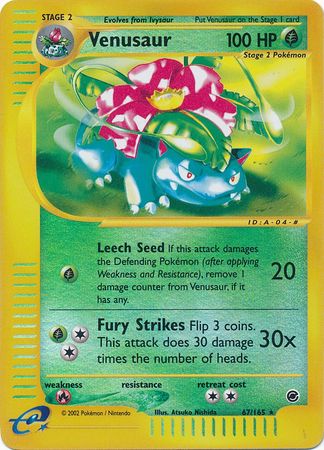 STAGE 2
Evolves from Ivysaur
Put Venusaur on the Stage 1 card
Venusaur
100 HP
Stage 2 Pokémon
ID:A-04-#
Leech Seed If this attack damages
the Defending Pokémon (after applying
Weakness and Resistance), remove 1
damage counter from Venusaur, if it
has any.
20
Fury Strikes Flip 3 coins.
This attack does 30 damage
times the number of heads.
30x
weakness
resistance
retreat cost
e
© 2002 Pokémon / Nintendo
Illus. Atsuko Nishida
67/165 ★